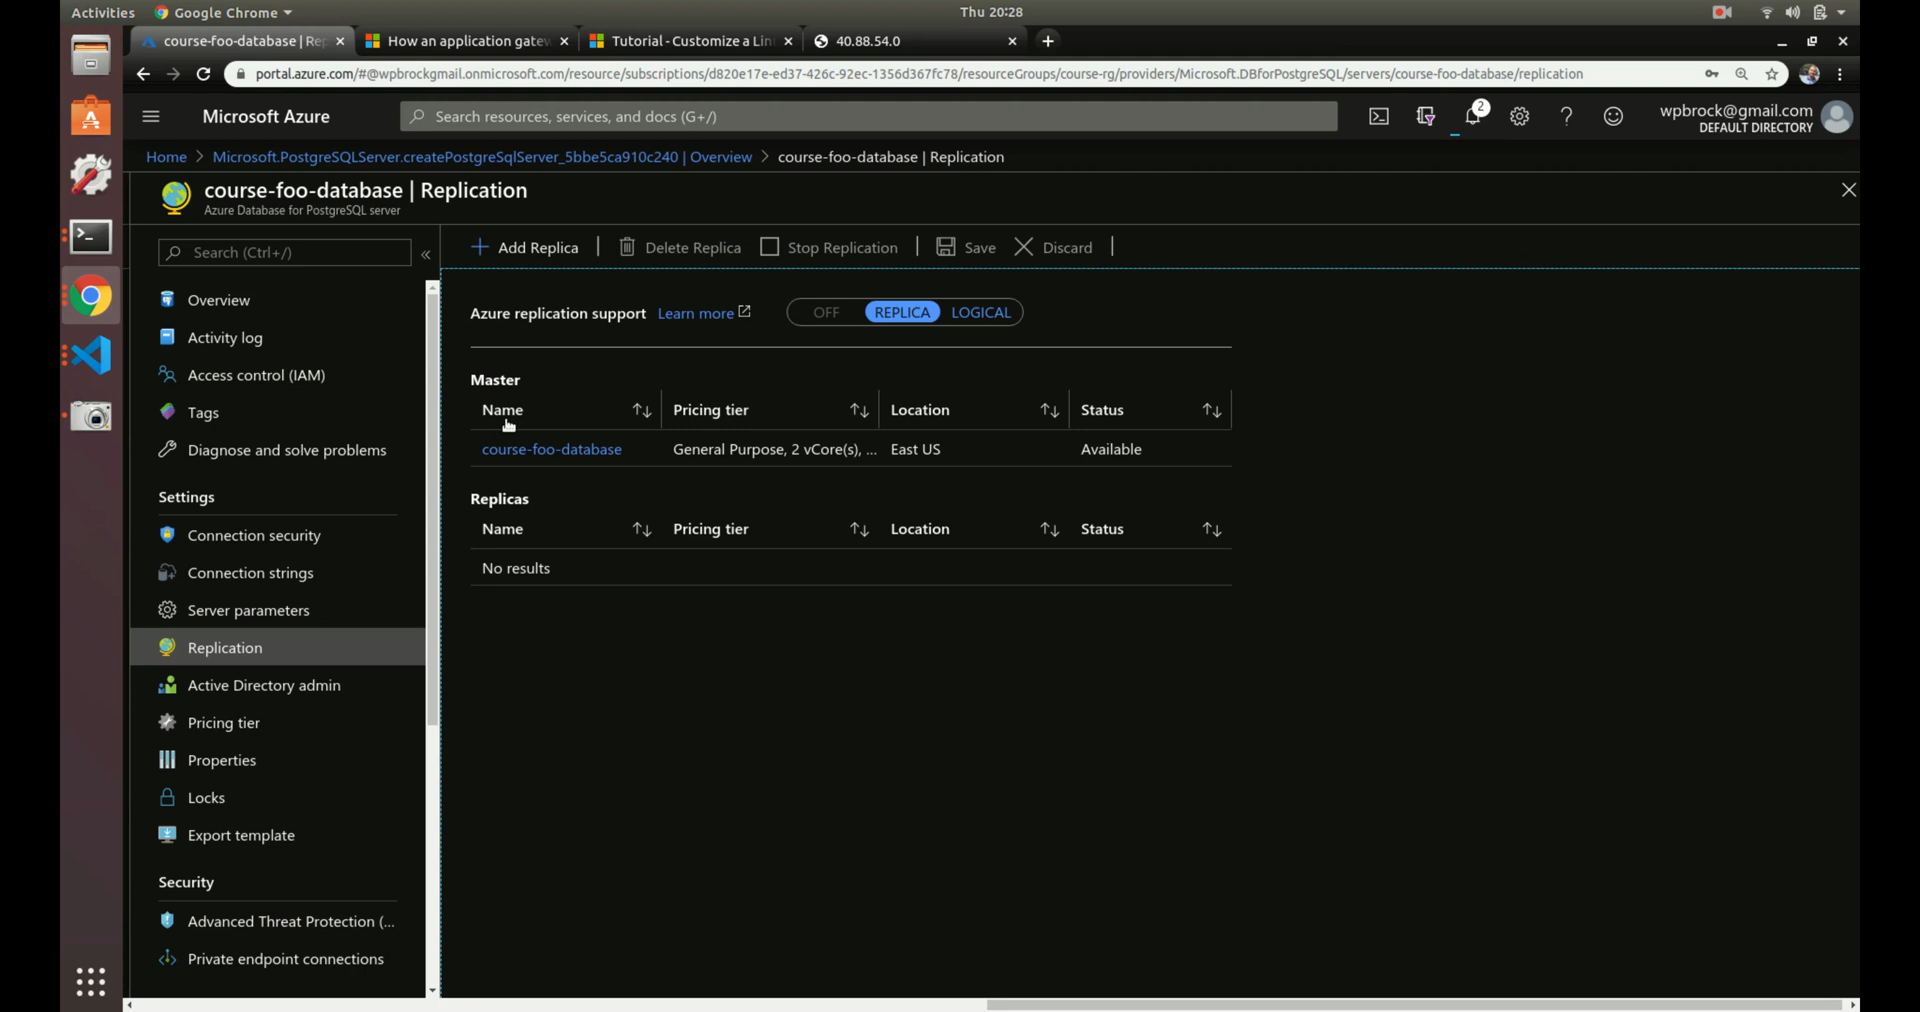 Activities
Google Chrome
Thu 20:28
course-foo-database | Rep
How an application gatew
Tutorial - Customize a Lin
40.88.54.0
portal.azure.com/#@wpbrockgmail.onmicrosoft.com/resource/subscriptions/d820e17e-ed37-426c-92ec-1356d367fc78/resourceGroups/course-rg/providers/Microsoft.DBforPostgreSQL/servers/course-foo-database/replication
Microsoft Azure
Search resources, services, and docs (G+/)
2
wpbrock@gmail.com
DEFAULT DIRECTORY
Home > Microsoft.PostgreSQLServer.createPostgreSqlServer_5bbe5ca910c240 | Overview > course-foo-database | Replication
course-foo-database | Replication
Azure Database for PostgreSQL server
Search (Ctrl+/)
«
Overview
Activity log
Access control (IAM)
Tags
Diagnose and solve problems
Settings
Connection security
Connection strings
Server parameters
Replication
Active Directory admin
Pricing tier
Properties
Locks
Export template
Security
Advanced Threat Protection (...
Private endpoint connections
Add Replica
Delete Replica
Stop Replication
Save
Discard
Azure replication support Learn more
OFF REPLICA LOGICAL
Master
Name Pricing tier Location Status
course-foo-database General Purpose, 2 vCore(s), ... East US Available
Replicas
Name Pricing tier Location Status
No results